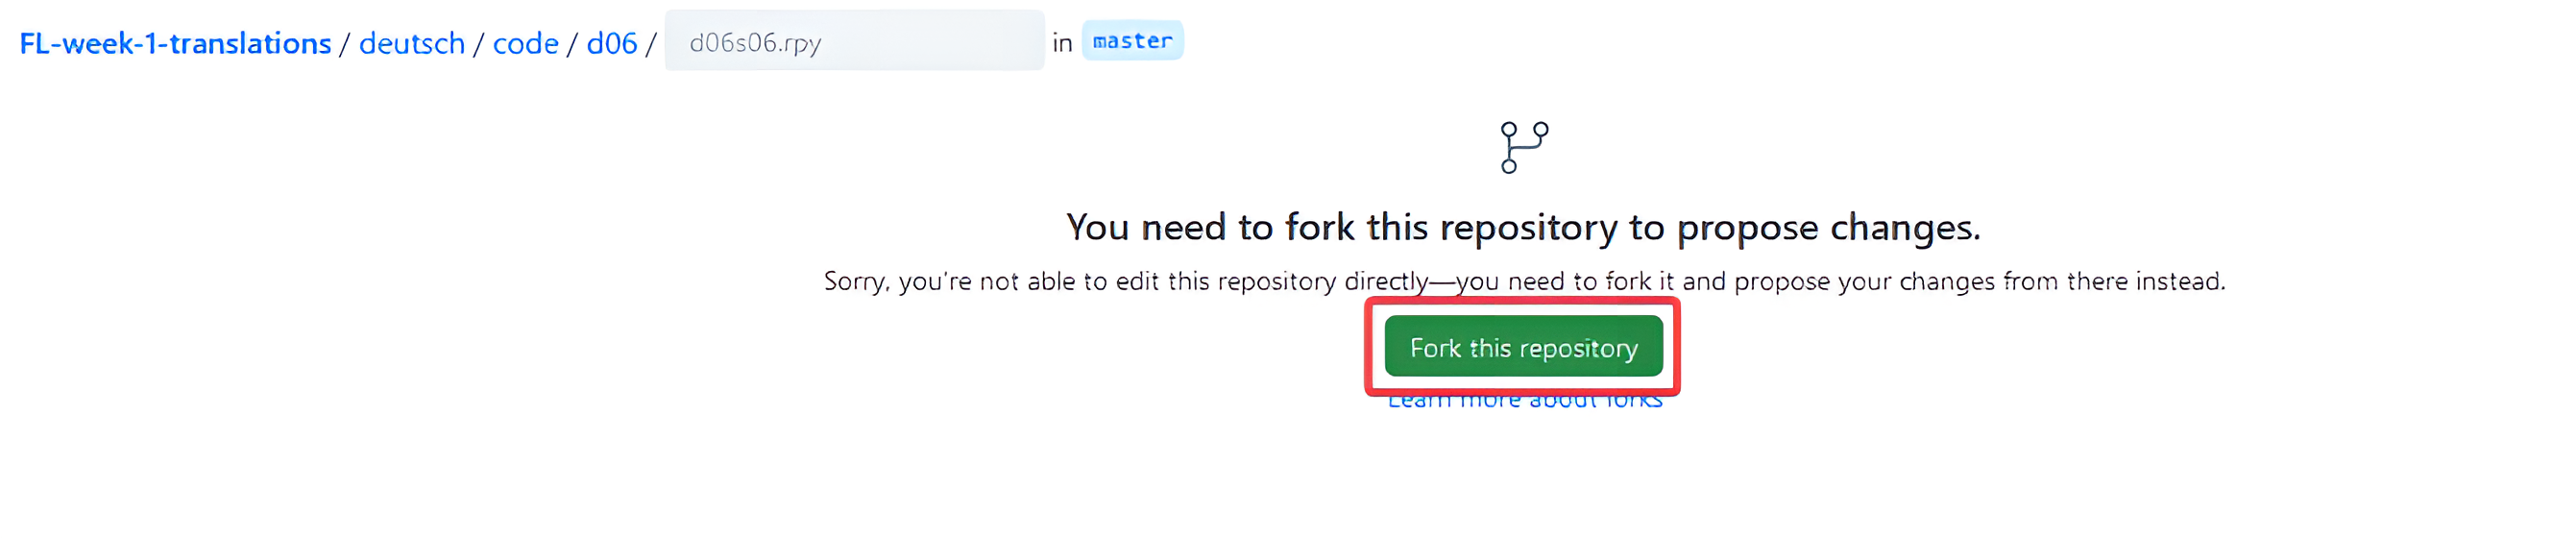 FL-week-1-translations / deutsch / code / d06 / d06s06.rpy in master
You need to fork this repository to propose changes.
Sorry, you're not able to edit this repository directly—you need to fork it and propose your changes from there instead.
Fork this repository
Learn more about forks